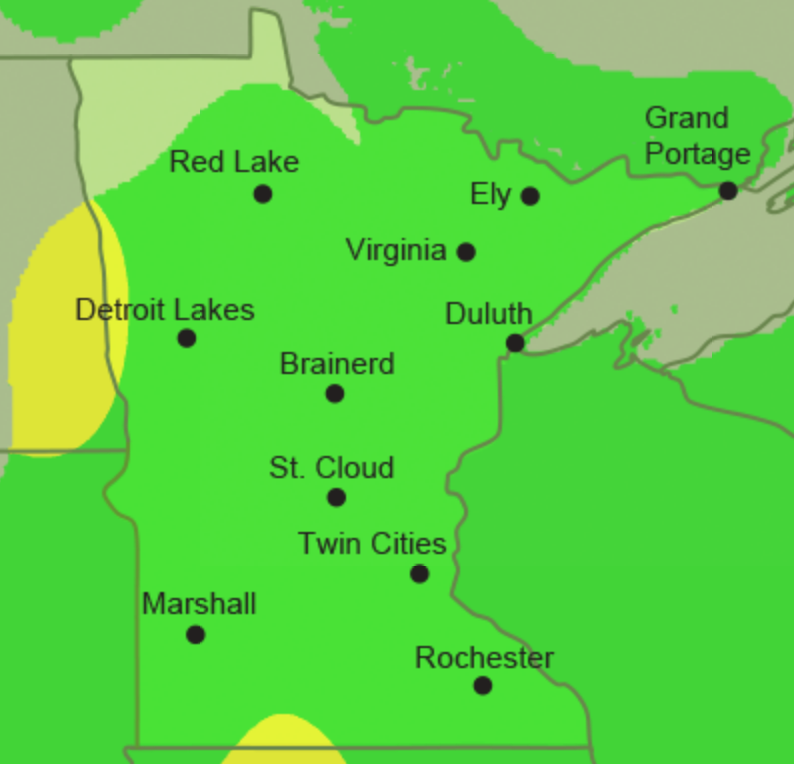 Grand
Portage
Red Lake
Ely
Virginia
Detroit Lakes
Duluth
Brainerd
St. Cloud
Twin Cities
Marshall
Rochester